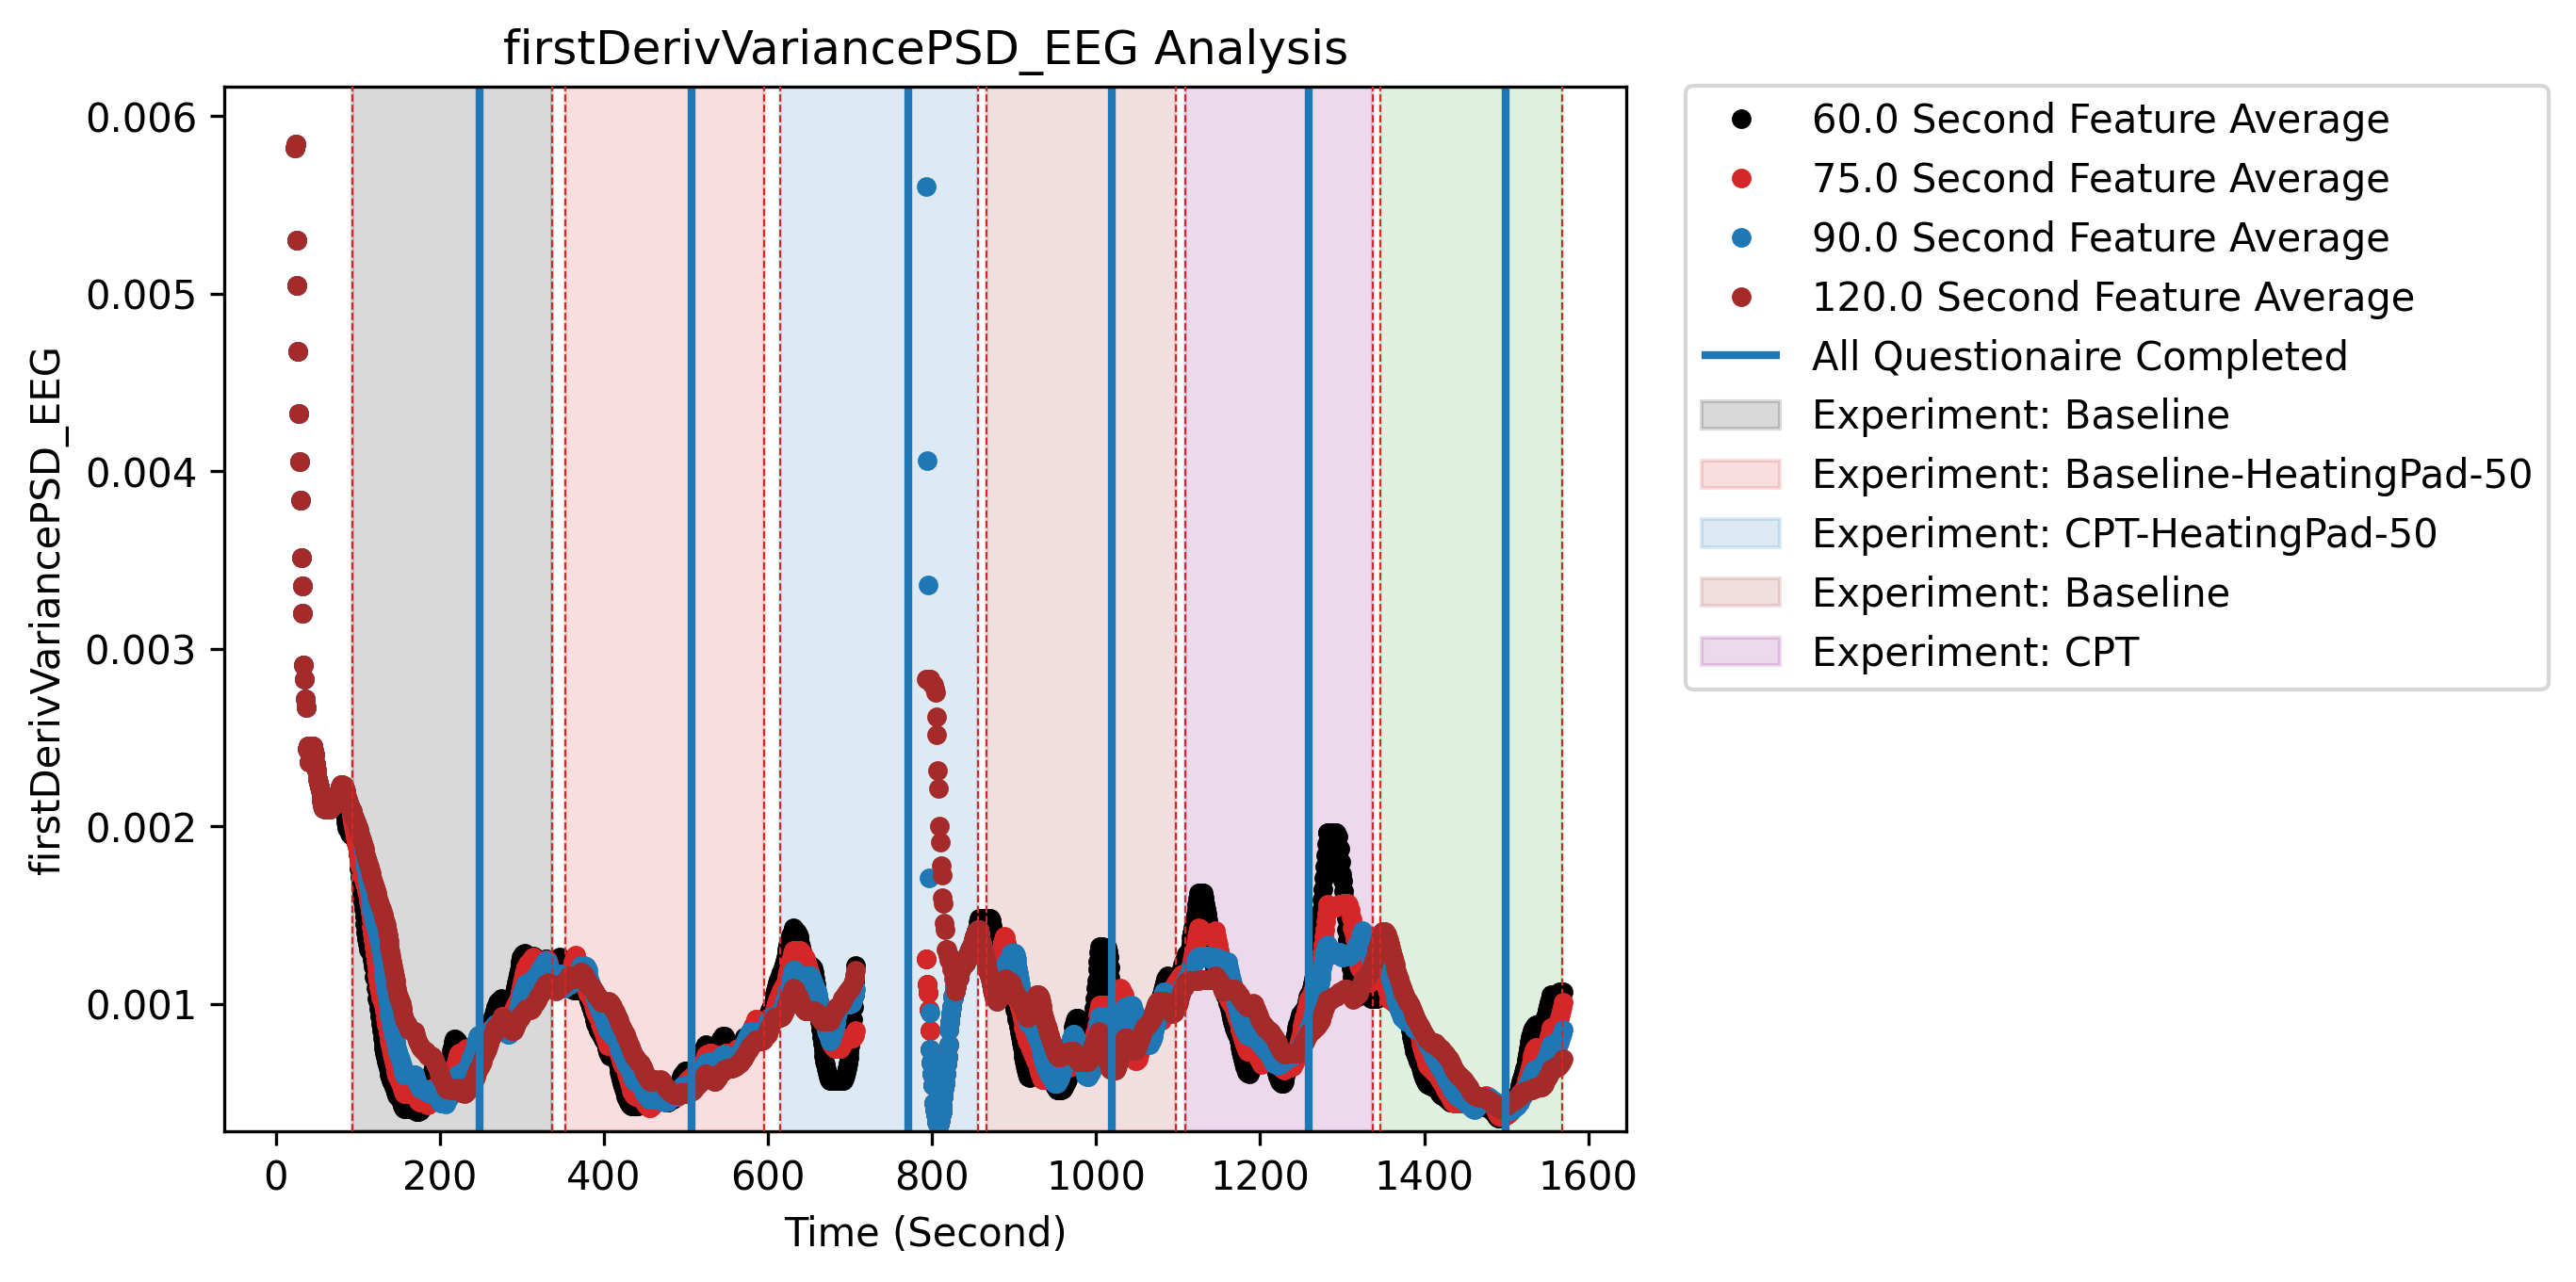 firstDerivVariancePSD_EEG Analysis
0.006
0.005
0.004
0.003
0.002
0.001
firstDerivVariancePSD_EEG
0 200 400 600 800 1000 1200 1400 1600
Time (Second)
60.0 Second Feature Average
75.0 Second Feature Average
90.0 Second Feature Average
120.0 Second Feature Average
All Questionaire Completed
Experiment: Baseline
Experiment: Baseline-HeatingPad-50
Experiment: CPT-HeatingPad-50
Experiment: Baseline
Experiment: CPT